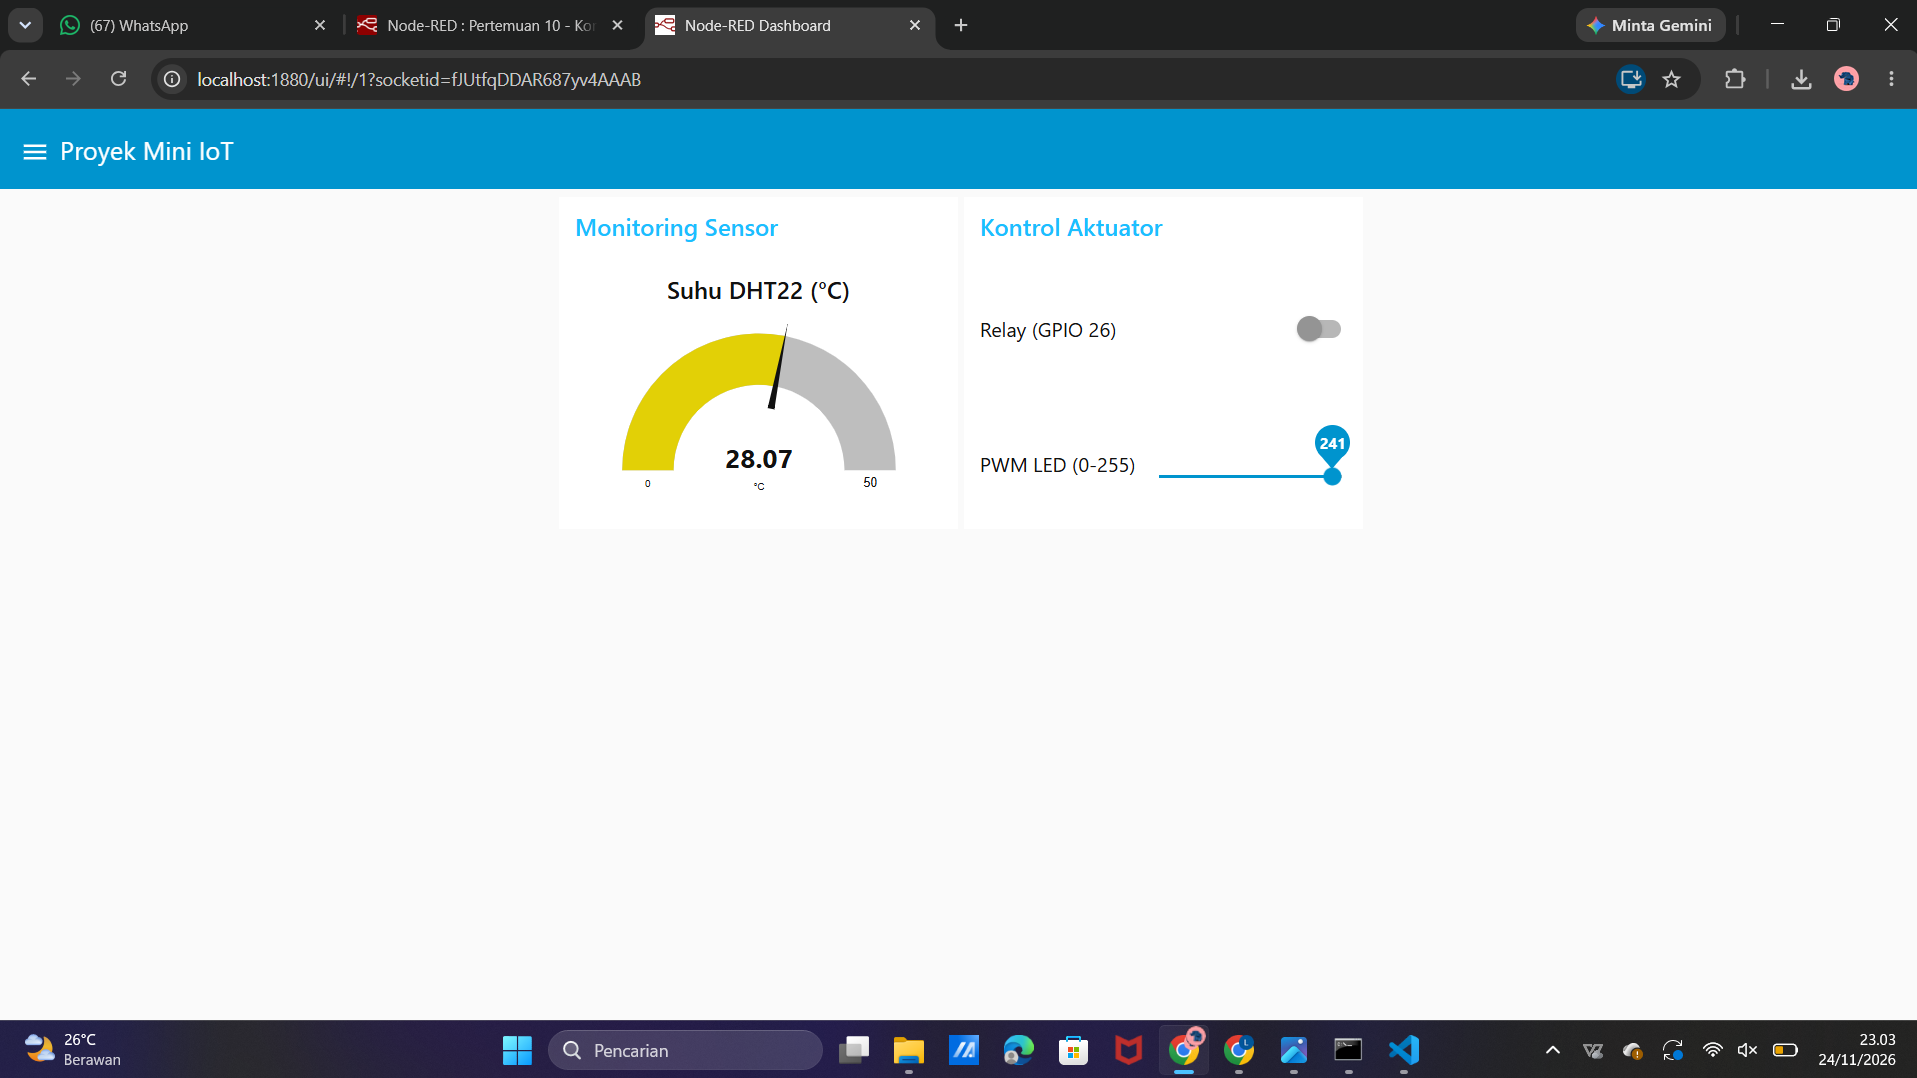 (67) WhatsApp
Node-RED : Pertemuan 10 - Ko
Node-RED Dashboard
Minta Gemini
localhost:1880/ui/#!/1?socketid=fJUtfqDDAR687yv4AAAB
Proyek Mini IoT
Monitoring Sensor
Suhu DHT22 (°C)
28.07
0
°C
50
Kontrol Aktuator
Relay (GPIO 26)
241
PWM LED (0-255)
26°C
Berawan
Pencarian
L
23.03
24/11/2026